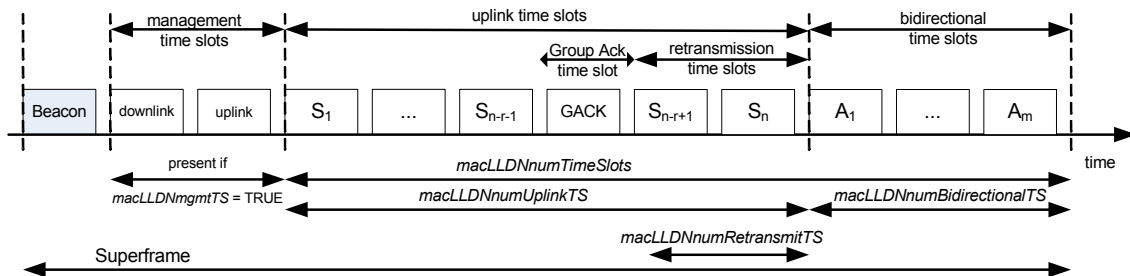 management
time slots
uplink time slots
bidirectional
time slots
Group Ack
time slot
retransmission
time slots
Beacon
downlink
uplink
S1
...
Sn-r-1
GACK
Sn-r+1
Sn
A1
...
Am
time
present if
macLLDNmgmtTS = TRUE
macLLDNnumTimeSlots
macLLDNnumUplinkTS
macLLDNnumBidirectionalTS
macLLDNnumRetransmitTS
Superframe